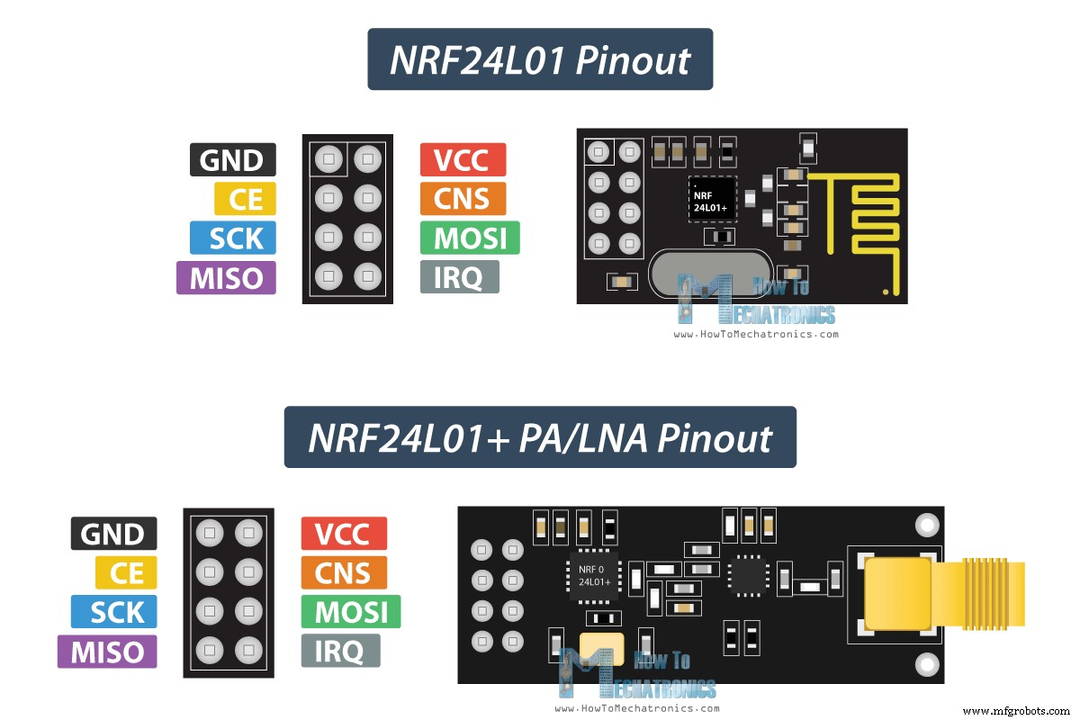 NRF24L01 Pinout
GND VCC
CE CNS
SCK MOSI
MISO IRQ
NRF
24L01+
How To
MECHATRONICS
www.HowToMechatronics.com
NRF24L01+ PA/LNA Pinout
GND VCC
CE CNS
SCK MOSI
MISO IRQ
NRF 0
24L01+
How To
MECHATRONICS
www.HowToMechatronics.com
www.mfgrobots.com